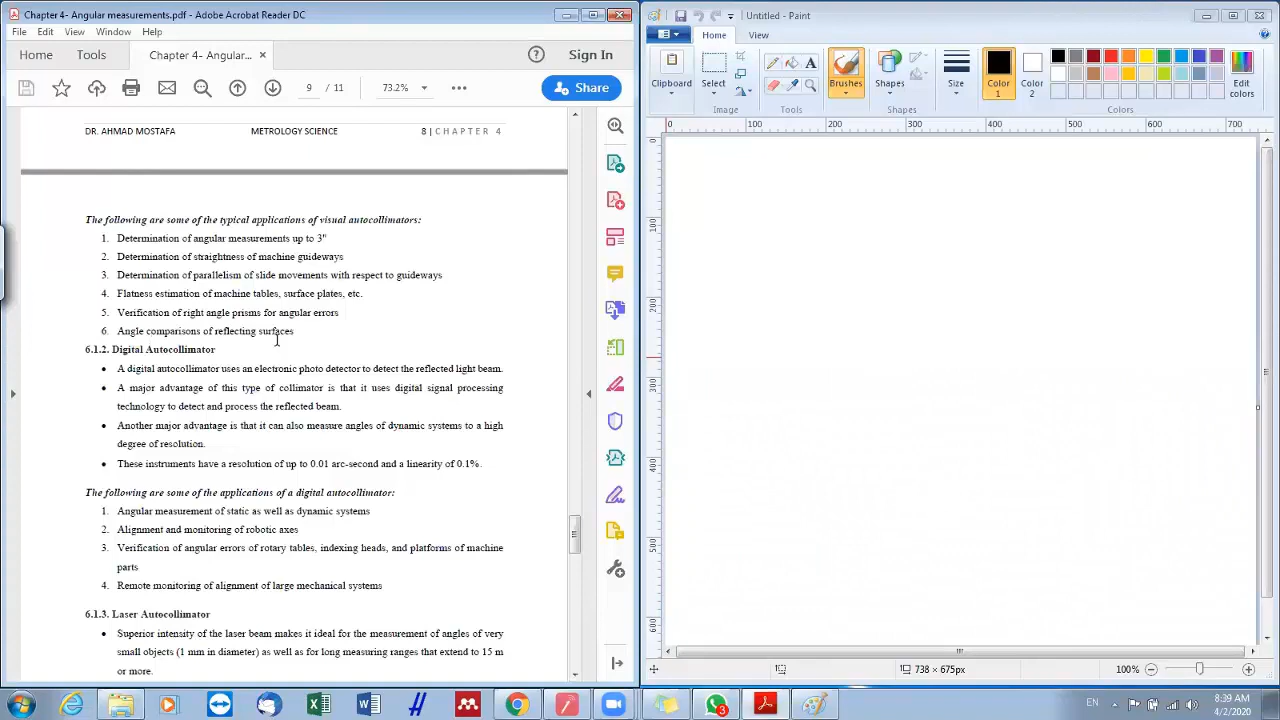 Chapter 4- Angular measurements.pdf - Adobe Acrobat Reader DC
File Edit View Window Help
Home Tools Chapter 4- Angular... × Sign In
9 / 11 73.2% Share
DR. AHMAD MOSTAFA METROLOGY SCIENCE 8 | C H A P T E R 4
The following are some of the typical applications of visual autocollimators:
1. Determination of angular measurements up to 3"
2. Determination of straightness of machine guideways
3. Determination of parallelism of slide movements with respect to guideways
4. Flatness estimation of machine tables, surface plates, etc.
5. Verification of right angle prisms for angular errors
6. Angle comparisons of reflecting surfaces
6.1.2. Digital Autocollimator
• A digital autocollimator uses an electronic photo detector to detect the reflected light beam.
• A major advantage of this type of collimator is that it uses digital signal processing
technology to detect and process the reflected beam.
• Another major advantage is that it can also measure angles of dynamic systems to a high
degree of resolution.
• These instruments have a resolution of up to 0.01 arc-second and a linearity of 0.1%.
The following are some of the applications of a digital autocollimator:
1. Angular measurement of static as well as dynamic systems
2. Alignment and monitoring of robotic axes
3. Verification of angular errors of rotary tables, indexing heads, and platforms of machine
parts
4. Remote monitoring of alignment of large mechanical systems
6.1.3. Laser Autocollimator
• Superior intensity of the laser beam makes it ideal for the measurement of angles of very
small objects (1 mm in diameter) as well as for long measuring ranges that extend to 15 m
or more.
Untitled - Paint
Home View
Clipboard Select Brushes Shapes Size Color 1 Color 2 Edit colors
Image Tools Shapes Colors
0 100 200 300 400 500 600 700
0
100
200
300
400
500
600
738 × 675px 100%
3 EN 8:39 AM
4/2/2020